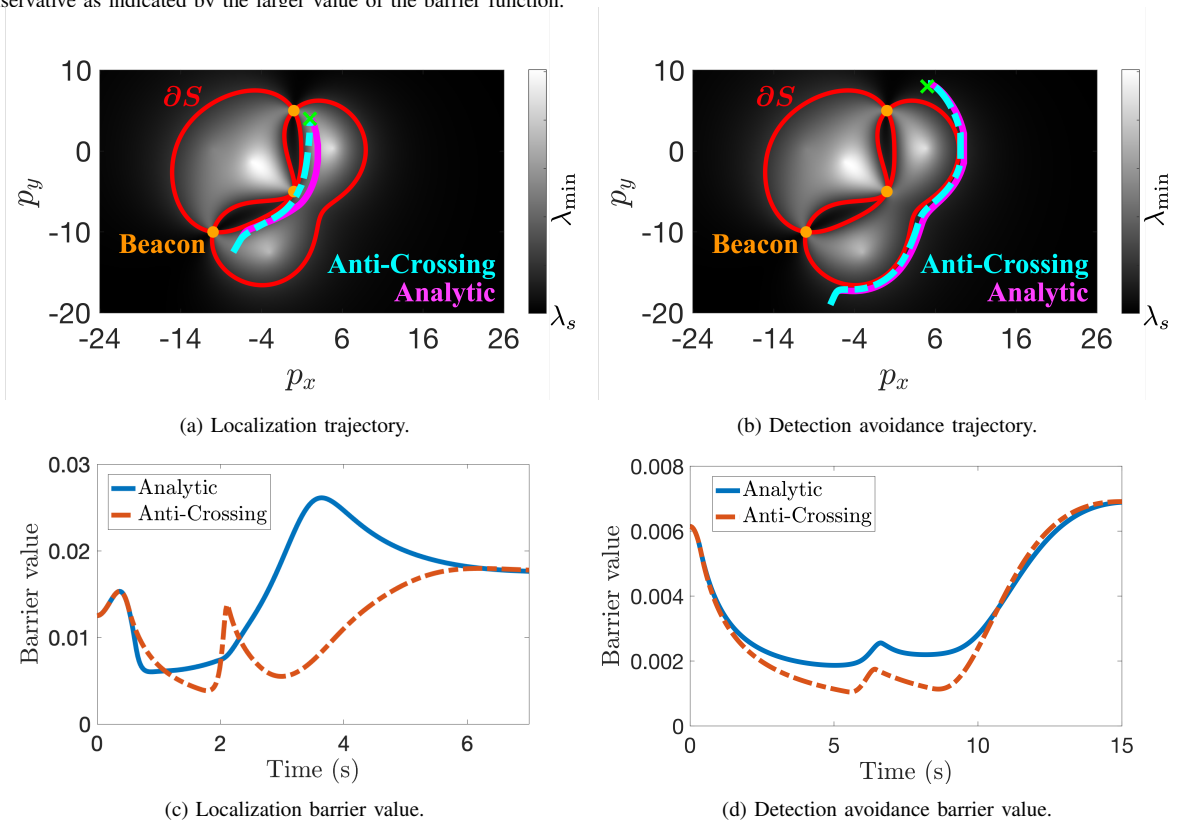 servative as indicated by the larger value of the barrier function.
10
0
-10
-20
p_y
∂S
Beacon
Anti-Crossing
Analytic
-24 -14 -4 6 16 26
p_x
λ_min
λ_s
10
0
-10
-20
p_y
∂S
Beacon
Anti-Crossing
Analytic
-24 -14 -4 6 16 26
p_x
λ_min
λ_s
(a) Localization trajectory.
(b) Detection avoidance trajectory.
0.03
0.02
0.01
0
Barrier value
Analytic
Anti-Crossing
0 2 4 6
Time (s)
0.008
0.006
0.004
0.002
0
Barrier value
Analytic
Anti-Crossing
0 5 10 15
Time (s)
(c) Localization barrier value.
(d) Detection avoidance barrier value.